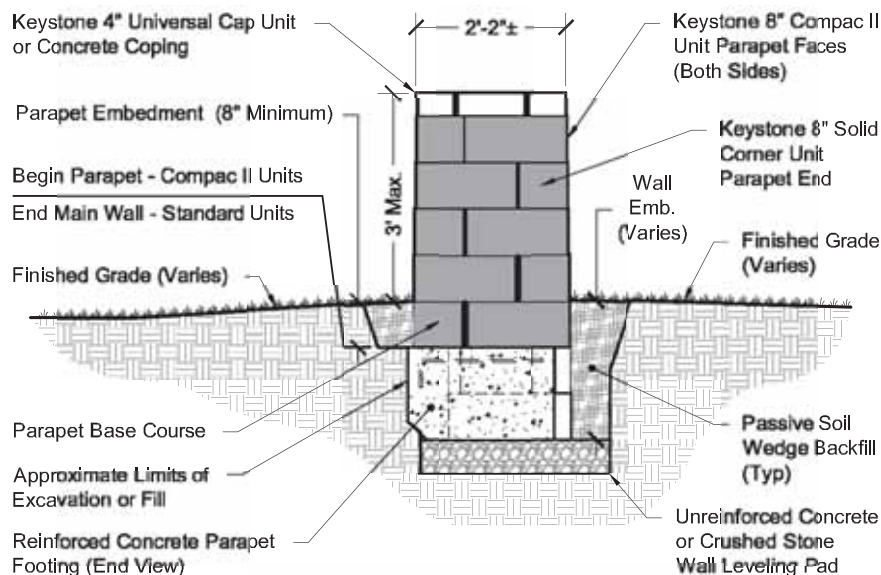 Keystone 4" Universal Cap Unit
or Concrete Coping
2'-2"±
Keystone 8" Compac II
Unit Parapet Faces
(Both Sides)
Parapet Embedment (8" Minimum)
Keystone 8" Solid
Corner Unit
Parapet End
Begin Parapet - Compac II Units
End Main Wall - Standard Units
3' Max.
Wall
Emb.
(Varies)
Finished Grade
(Varies)
Finished Grade (Varies)
Parapet Base Course
Passive Soil
Wedge Backfill
(Typ)
Approximate Limits of
Excavation or Fill
Reinforced Concrete Parapet
Footing (End View)
Unreinforced Concrete
or Crushed Stone
Wall Leveling Pad